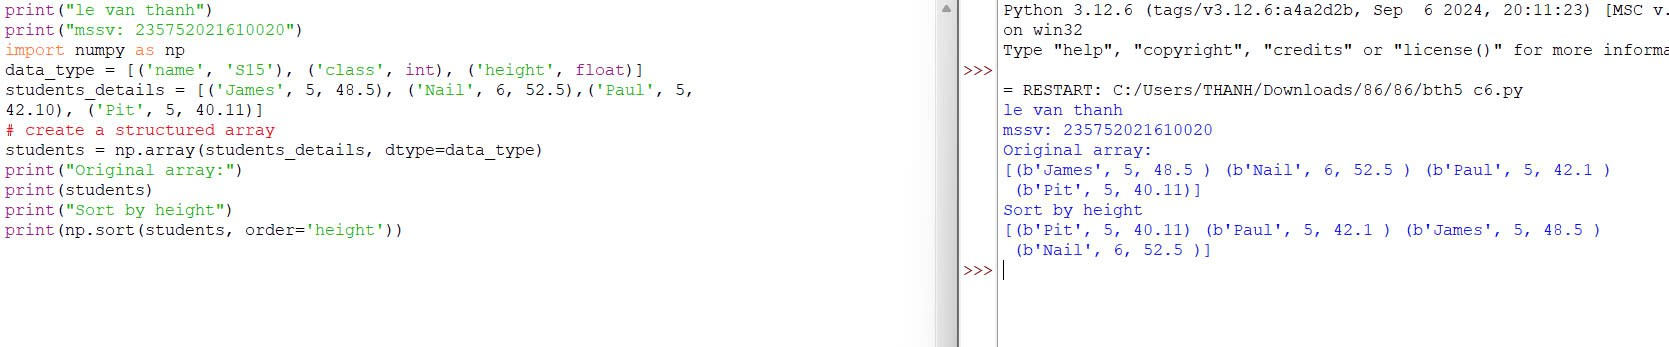 print("le van thanh")
print("mssv: 235752021610020")
import numpy as np
data_type = [('name', 'S15'), ('class', int), ('height', float)]
students_details = [('James', 5, 48.5), ('Nail', 6, 52.5),('Paul', 5,
42.10), ('Pit', 5, 40.11)]
# create a structured array
students = np.array(students_details, dtype=data_type)
print("Original array:")
print(students)
print("Sort by height")
print(np.sort(students, order='height'))
Python 3.12.6 (tags/v3.12.6:a4a2d2b, Sep  6 2024, 20:11:23) [MSC v.
on win32
Type "help", "copyright", "credits" or "license()" for more informa
>>>
= RESTART: C:/Users/THANH/Downloads/86/86/bth5 c6.py
le van thanh
mssv: 235752021610020
Original array:
[(b'James', 5, 48.5 ) (b'Nail', 6, 52.5 ) (b'Paul', 5, 42.1 )
 (b'Pit', 5, 40.11)]
Sort by height
[(b'Pit', 5, 40.11) (b'Paul', 5, 42.1 ) (b'James', 5, 48.5 )
 (b'Nail', 6, 52.5 )]
>>>